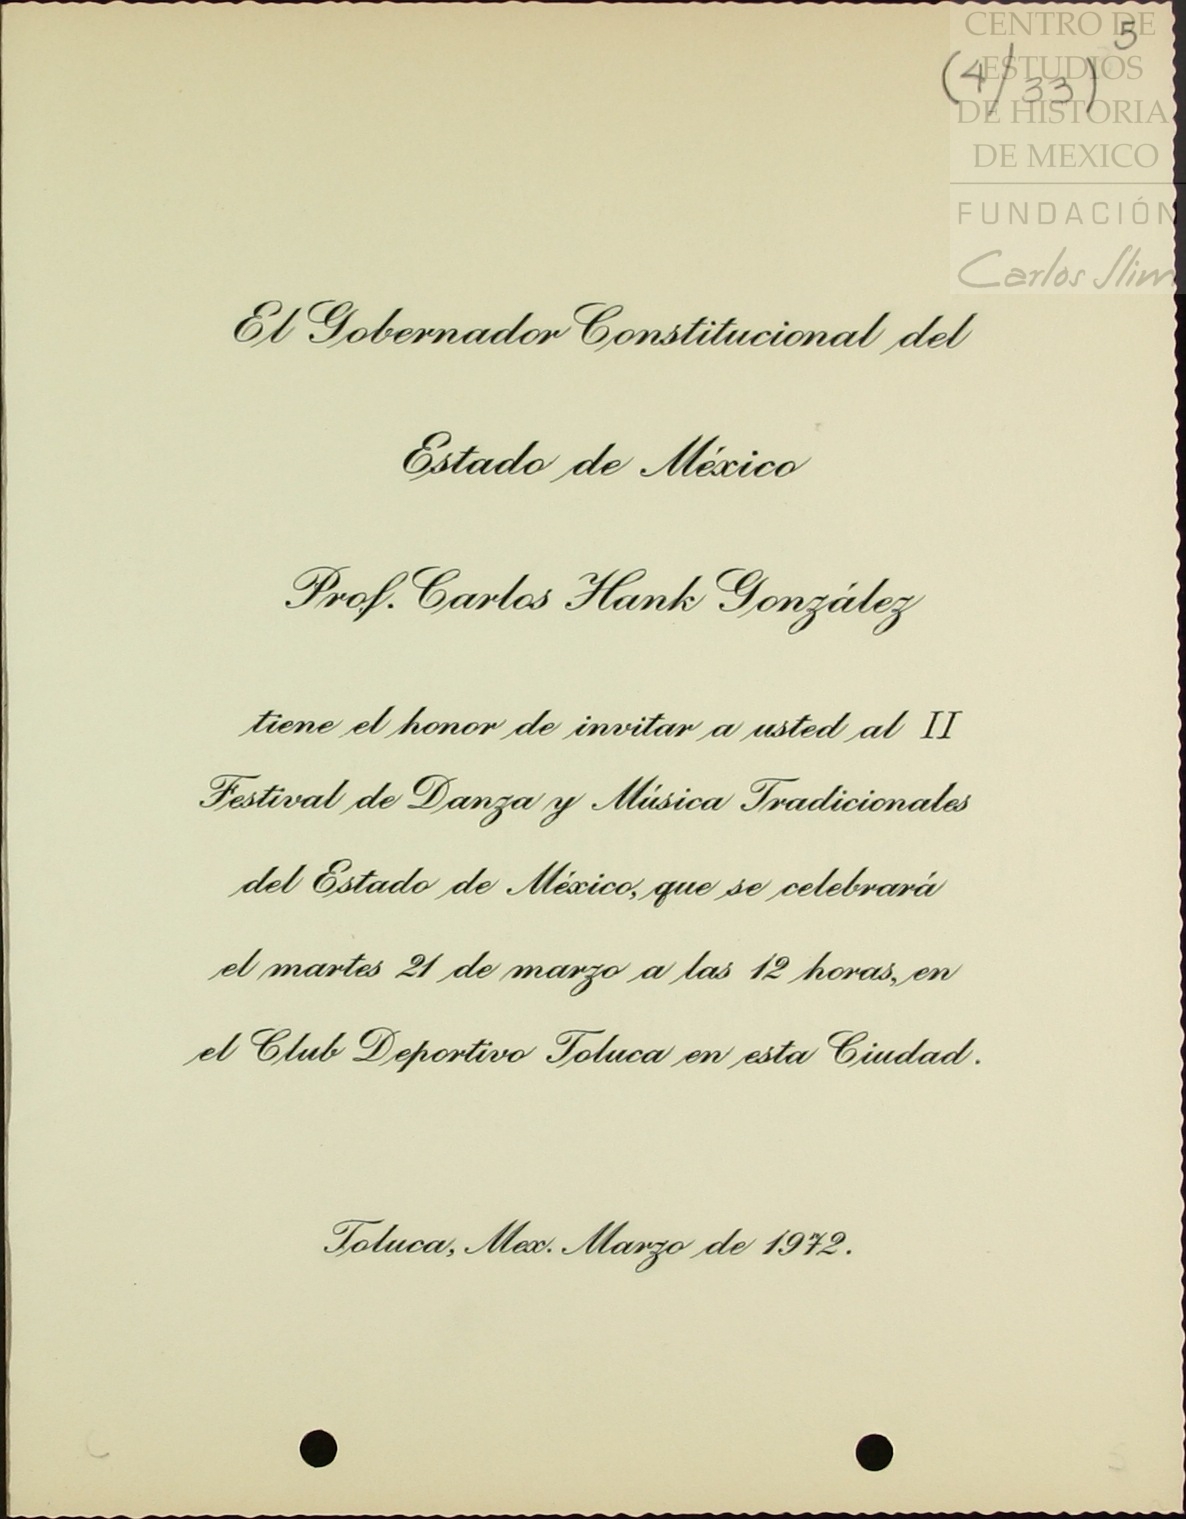 CENTRO DE
ESTUDIOS
DE HISTORIA
DE MEXICO
FUNDACIÓN
Carlos Slim
5
(4/33)
El Gobernador Constitucional del
Estado de México
Prof. Carlos Hank González
tiene el honor de invitar a usted al II
Festival de Danza y Música Tradicionales
del Estado de México, que se celebrará
el martes 21 de marzo a las 12 horas, en
el Club Deportivo Toluca en esta Ciudad.
Toluca, Mex. Marzo de 1972.